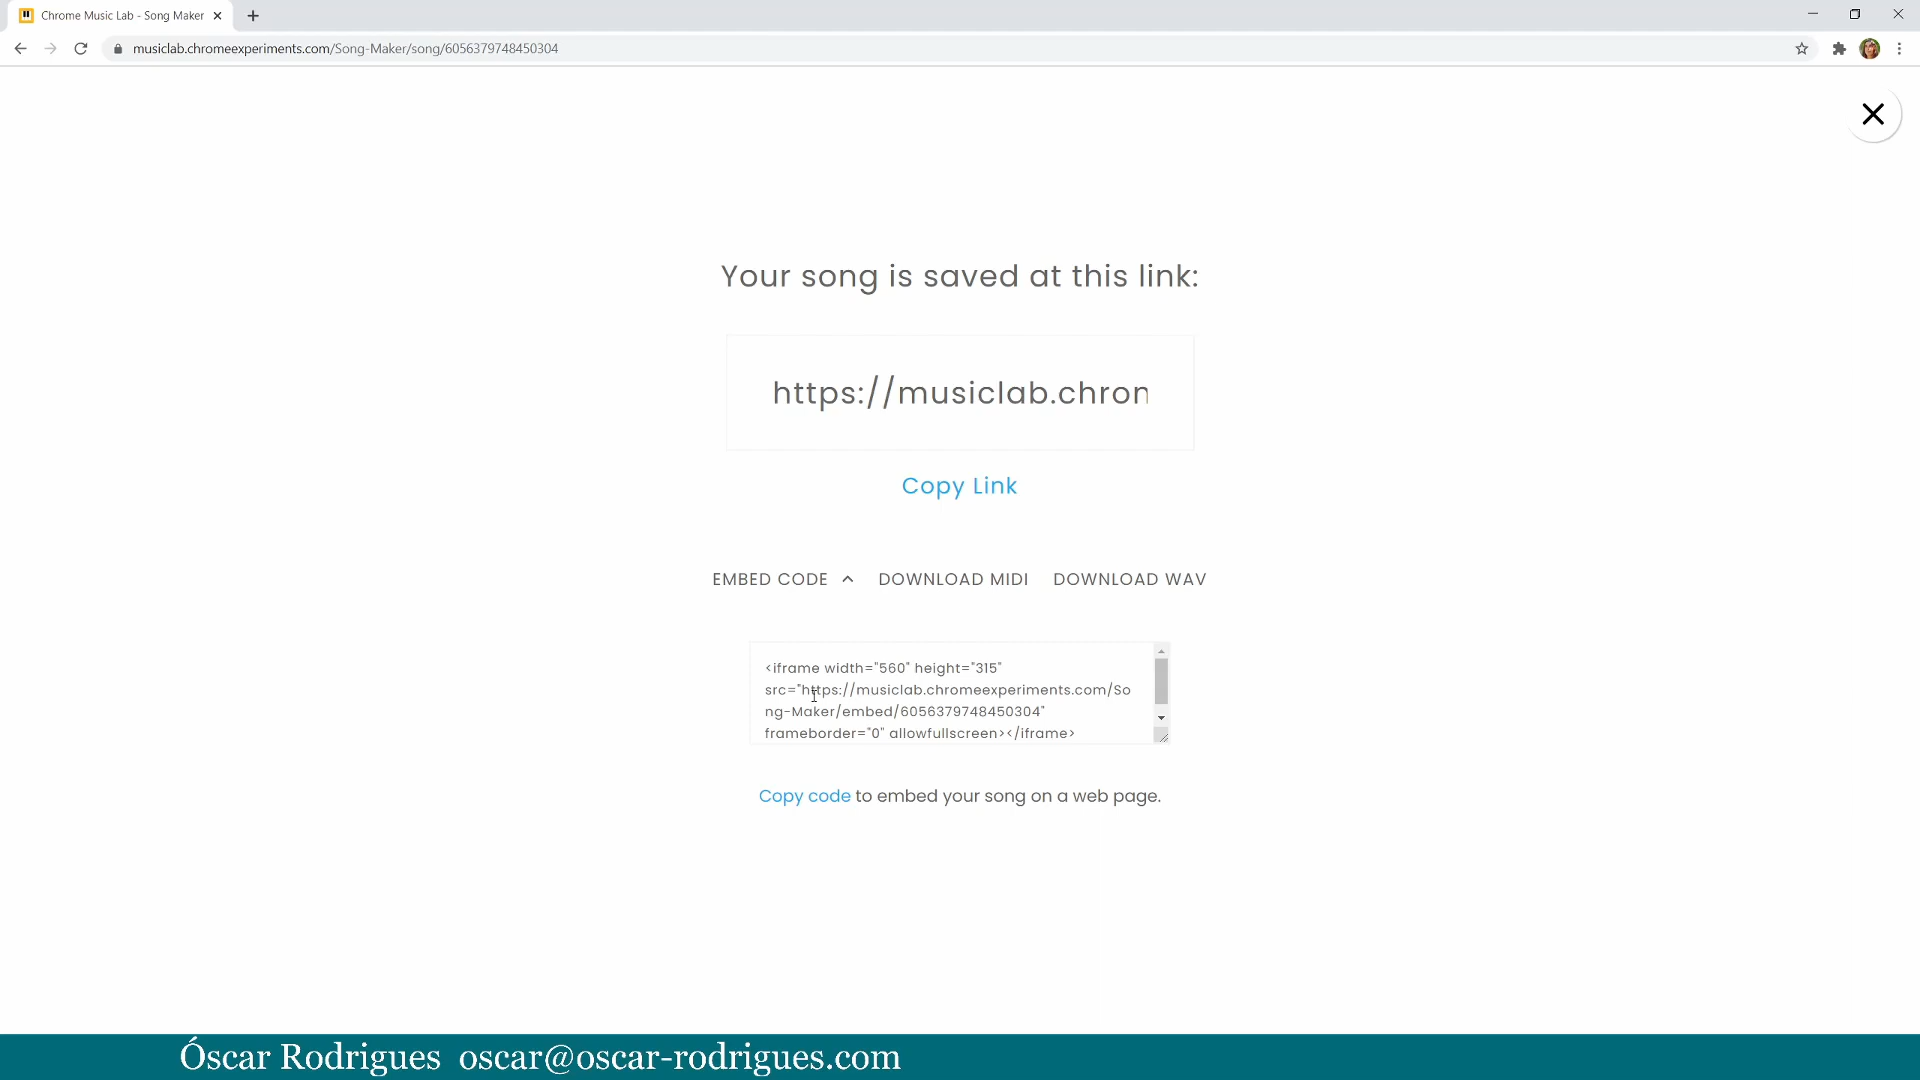 Chrome Music Lab - Song Maker
musiclab.chromeexperiments.com/Song-Maker/song/6056379748450304
Your song is saved at this link:
https://musiclab.chrom
Copy Link
EMBED CODE DOWNLOAD MIDI DOWNLOAD WAV
<iframe width="560" height="315"
src="https://musiclab.chromeexperiments.com/So
ng-Maker/embed/6056379748450304"
frameborder="0" allowfullscreen></iframe>
Copy code to embed your song on a web page.
Óscar Rodrigues oscar@oscar-rodrigues.com